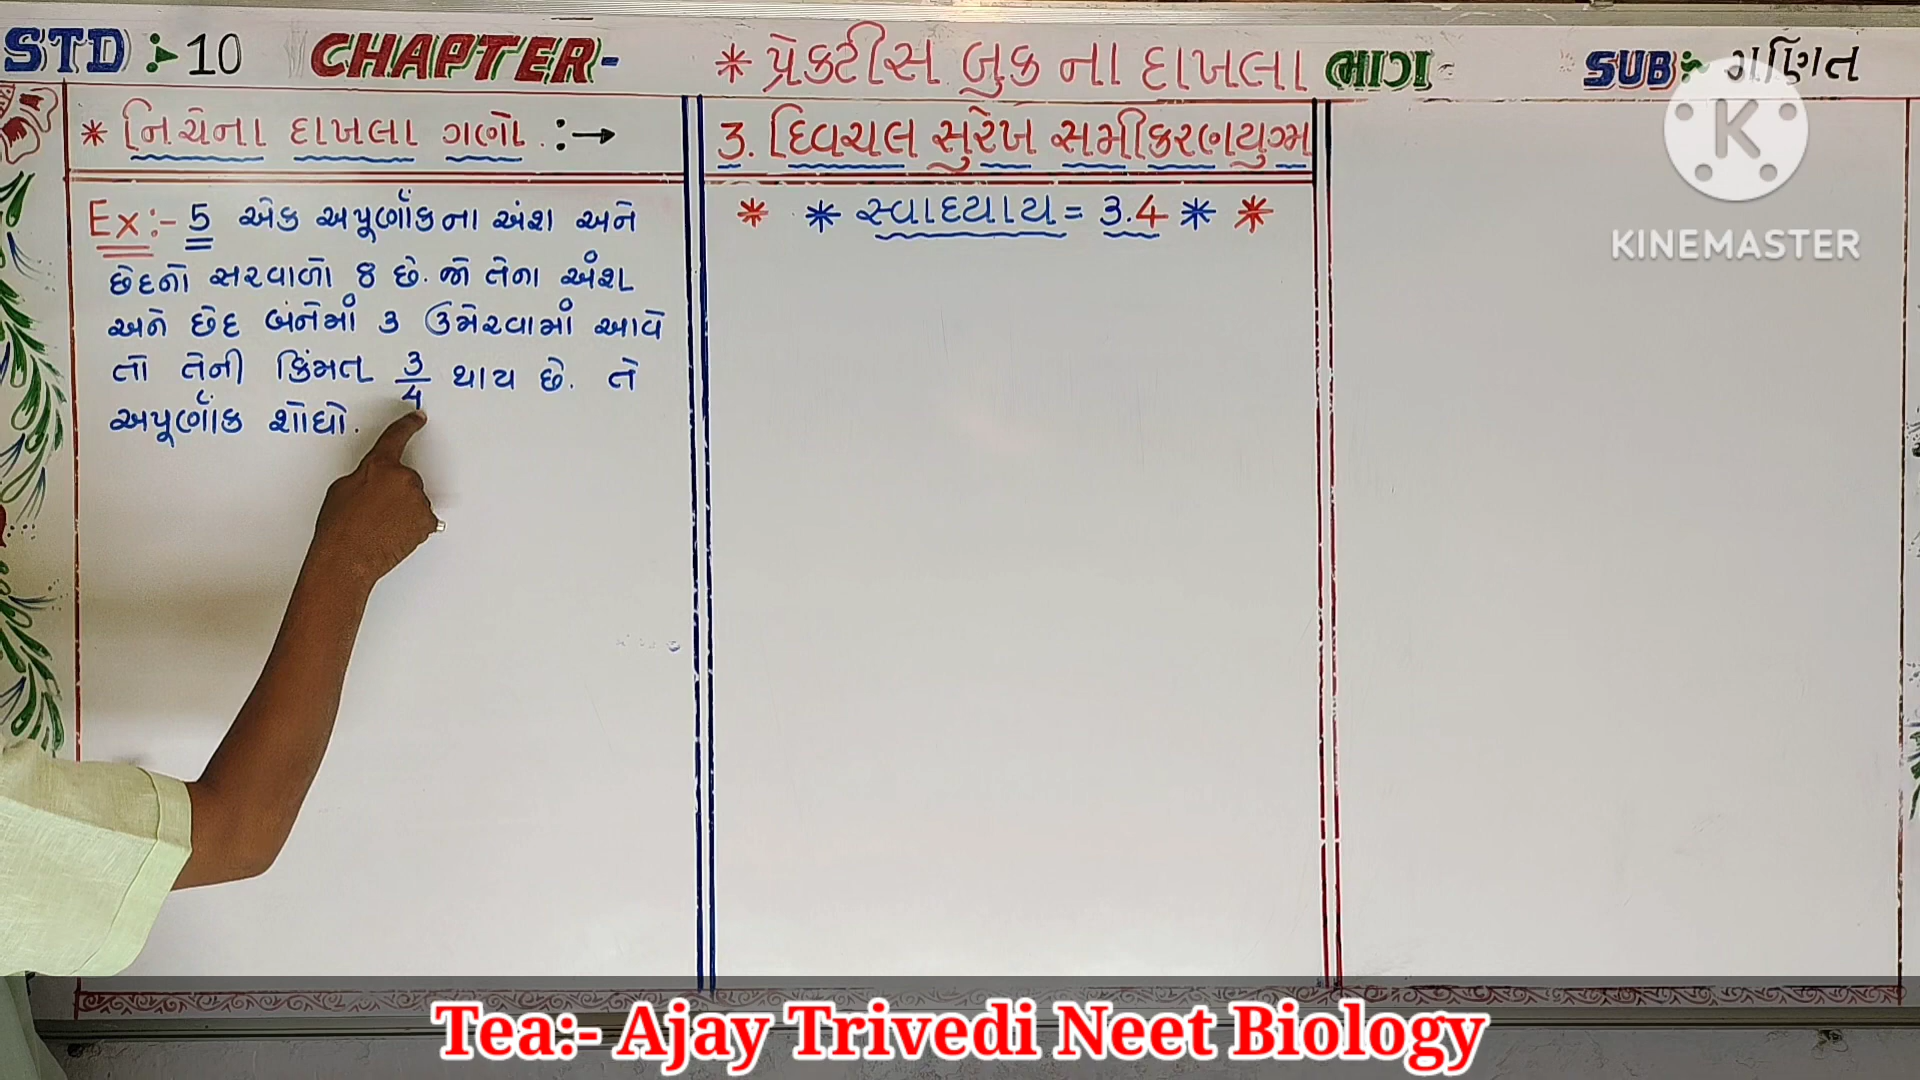 STD :- 10 CHAPTER- * પ્રેકટીસ બુક ના દાખલા ભાગ- SUB:- ગણિત
* નિચેના દાખલા ગણો. :→
3. દ્વિચલ સુરેખ સમીકરણયુગ્મ
* * સ્વાધ્યાય = 3.4 * *
Ex:- 5 એક અપૂર્ણાંકના અંશ અને
છેદનો સરવાળો 8 છે. જો તેના અંશ
અને છેદ બંનેમાં 3 ઉમેરવામાં આવે
તો તેની કિંમત 3/4 થાય છે. તે
અપૂર્ણાંક શોધો.
K
KINEMASTER
Tea:- Ajay Trivedi Neet Biology